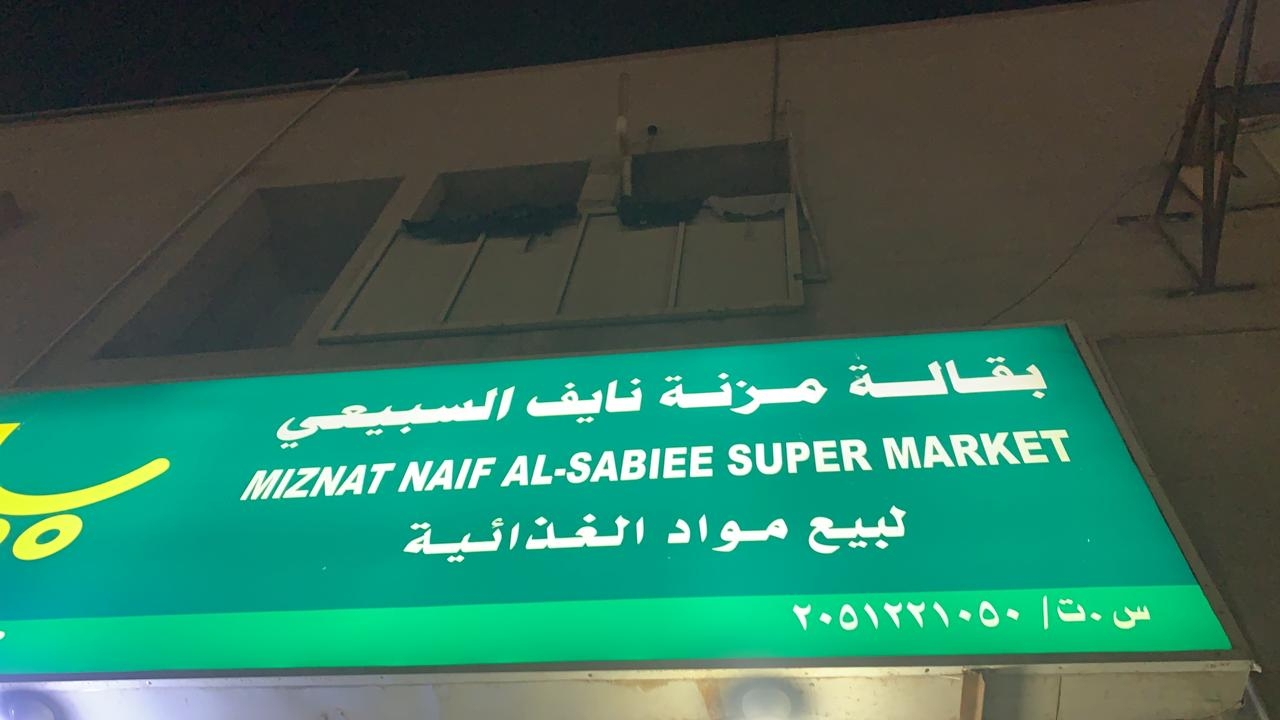 بقالة مزنة نايف السبيعي
MIZNAT NAIF AL-SABIEE SUPER MARKET
لبيع مواد الغذائية
س.ت/ ٢٠٥١٢٢١٠٥٠